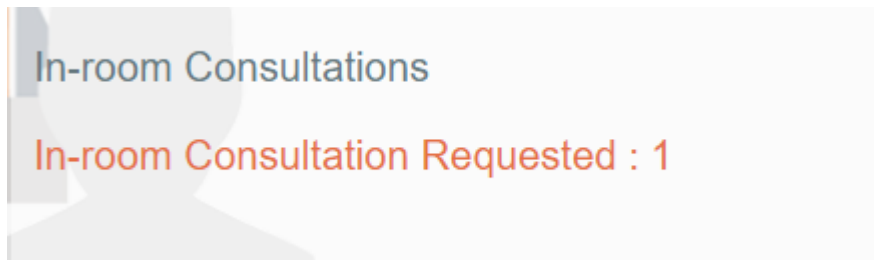 In-room Consultations
In-room Consultation Requested : 1